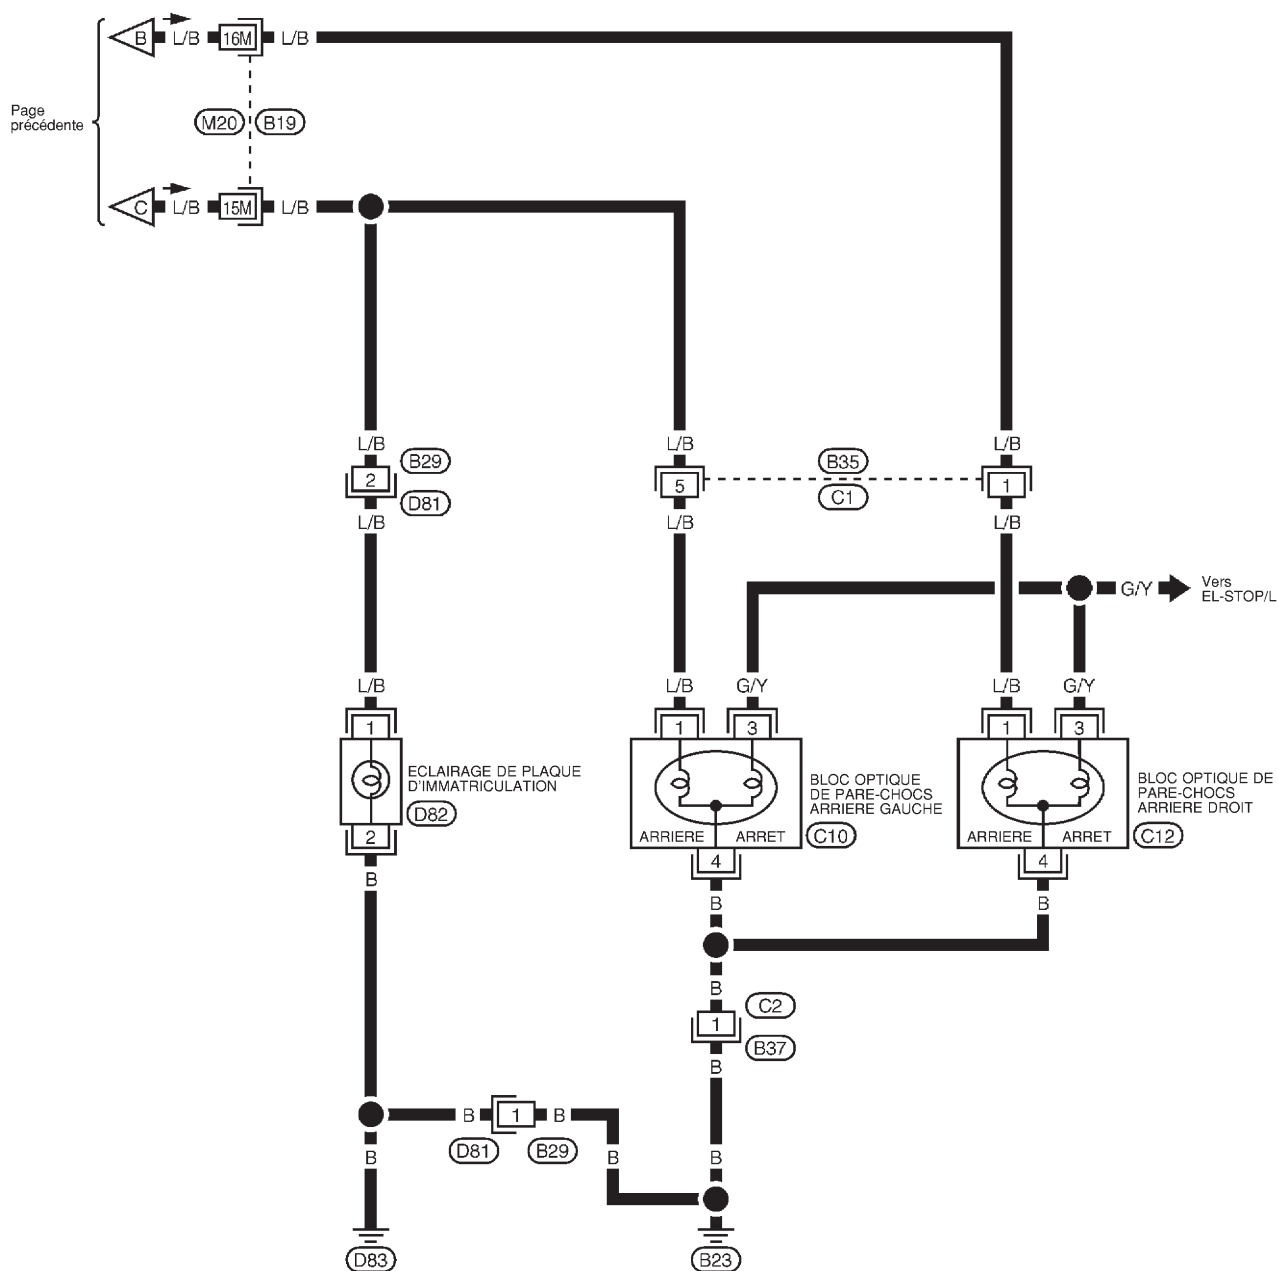 B L/B 16M L/B
Page
précédente
M20 B19
C L/B 15M L/B
L/B L/B L/B
B29 B35
2 5 1
D81 C1
L/B L/B L/B
G/Y Vers
EL-STOP/L
L/B L/B G/Y L/B G/Y
1 1 3 1 3
ECLAIRAGE DE PLAQUE
D'IMMATRICULATION
D82
BLOC OPTIQUE
DE PARE-CHOCS
ARRIERE GAUCHE
C10
BLOC OPTIQUE DE
PARE-CHOCS
ARRIERE DROIT
C12
ARRIERE ARRET ARRIERE ARRET
2 4 4
B B B
B C2
1
B37
B
B 1 B
D81 B29
B B B
D83 B23